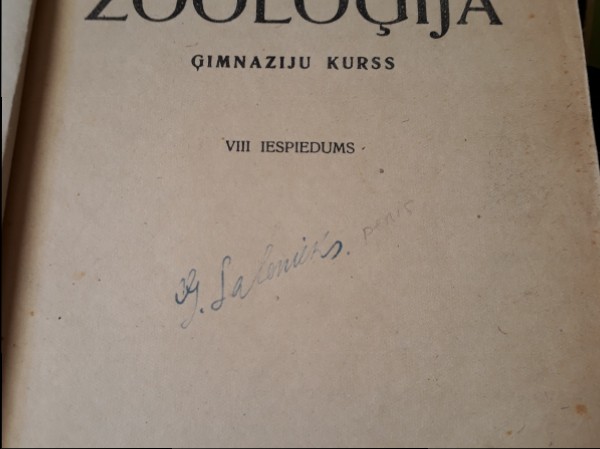 ZOOLOĢIJA
ĢIMNAZIJU KURSS
VIII IESPIEDUMS